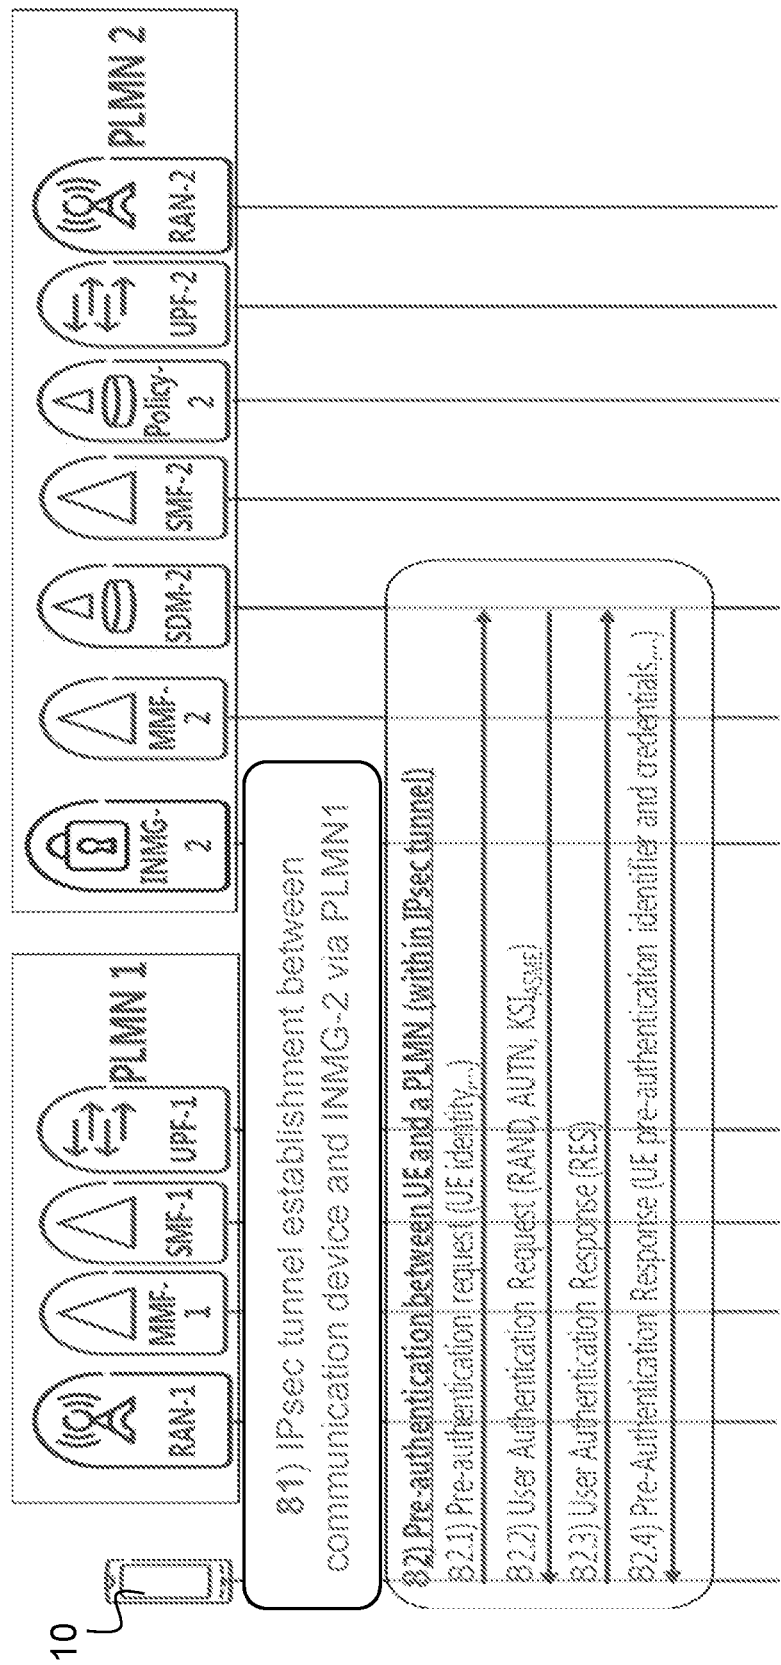 10
PLMN 1
RAN-1
MMF-
1
SMF-1
UPF-1
PLMN 2
INMG-
2
MMF-
2
SDM-2
SMF-2
Policy-
2
UPF-2
RAN-2
B1) IPsec tunnel establishment between
communication device and INMG-2 via PLMN1
B2) Pre-authentication between UE and a PLMN (within IPsec tunnel)
B2.1) Pre-authentication request (UE identity,...)
B2.2) User Authentication Request (RAND, AUTN, KSI_ASME)
B2.3) User Authentication Response (RES)
B2.4) Pre-Authentication Response (UE pre-authentication identifier and credentials,...)